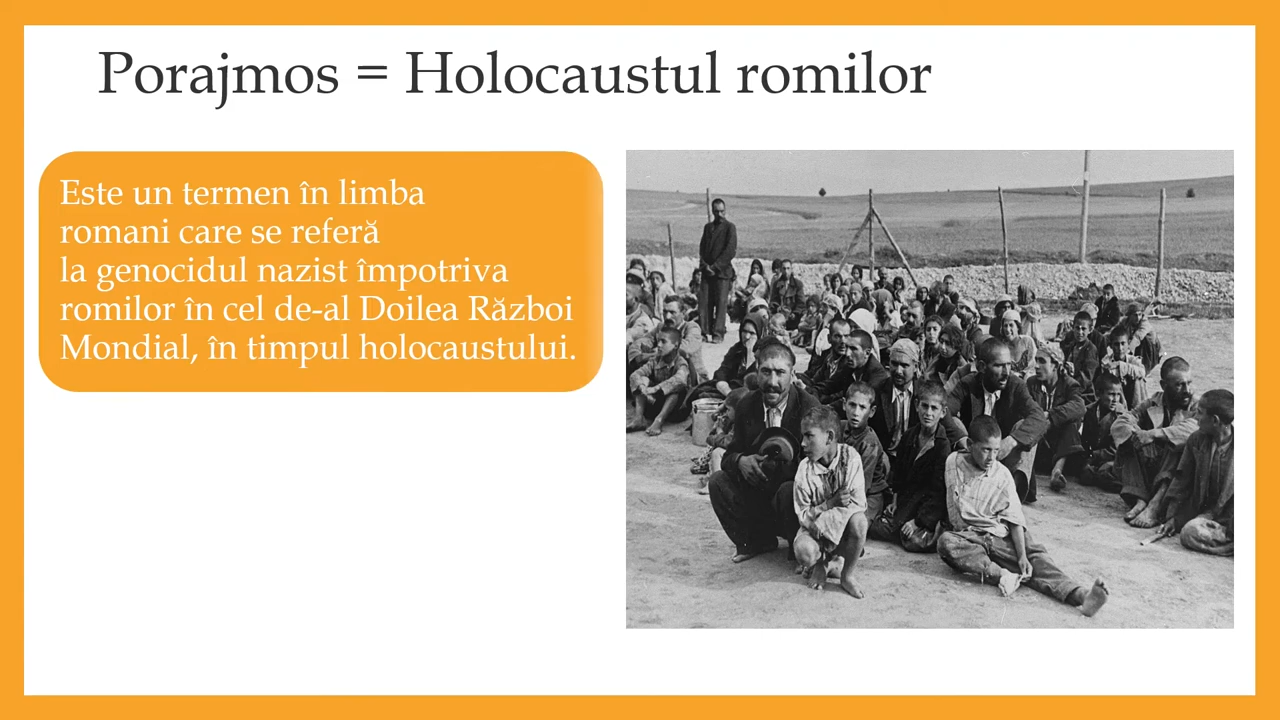 Porajmos = Holocaustul romilor
Este un termen în limba
romani care se referă
la genocidul nazist împotriva
romilor în cel de-al Doilea Război
Mondial, în timpul holocaustului.